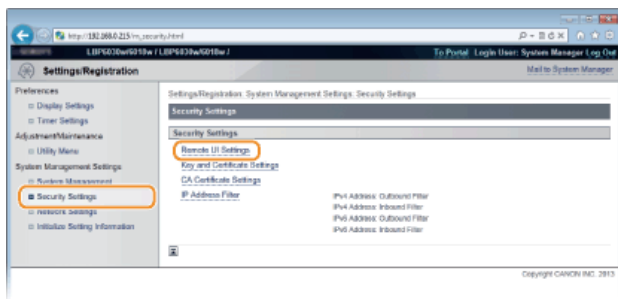 http://192.168.0.215/m_security.html
LBP6030w/6018w / LBP6030w/6018w /
To Portal Login User: System Manager Log Out
Settings/Registration
Mail to System Manager
Preferences
Display Settings
Timer Settings
Adjustment/Maintenance
Utility Menu
System Management Settings
System Management
Security Settings
Network Settings
Initialize Setting Information
Settings/Registration: System Management Settings: Security Settings
Security Settings
Security Settings
Remote UI Settings
Key and Certificate Settings
CA Certificate Settings
IP Address Filter
IPv4 Address: Outbound Filter
IPv4 Address: Inbound Filter
IPv6 Address: Outbound Filter
IPv6 Address: Inbound Filter
Copyright CANON INC. 2013